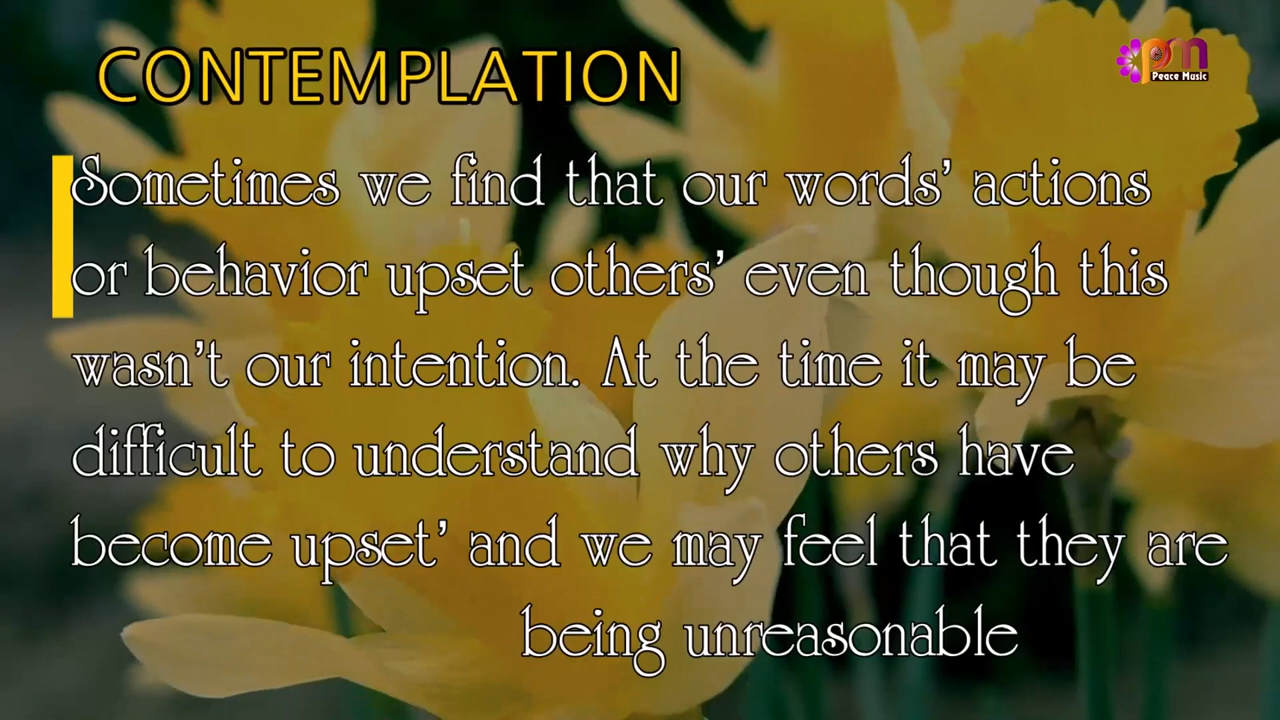 CONTEMPLATION
psm
Peace Music
Sometimes we find that our words’ actions
or behavior upset others’ even though this
wasn’t our intention. At the time it may be
difficult to understand why others have
become upset’ and we may feel that they are
being unreasonable